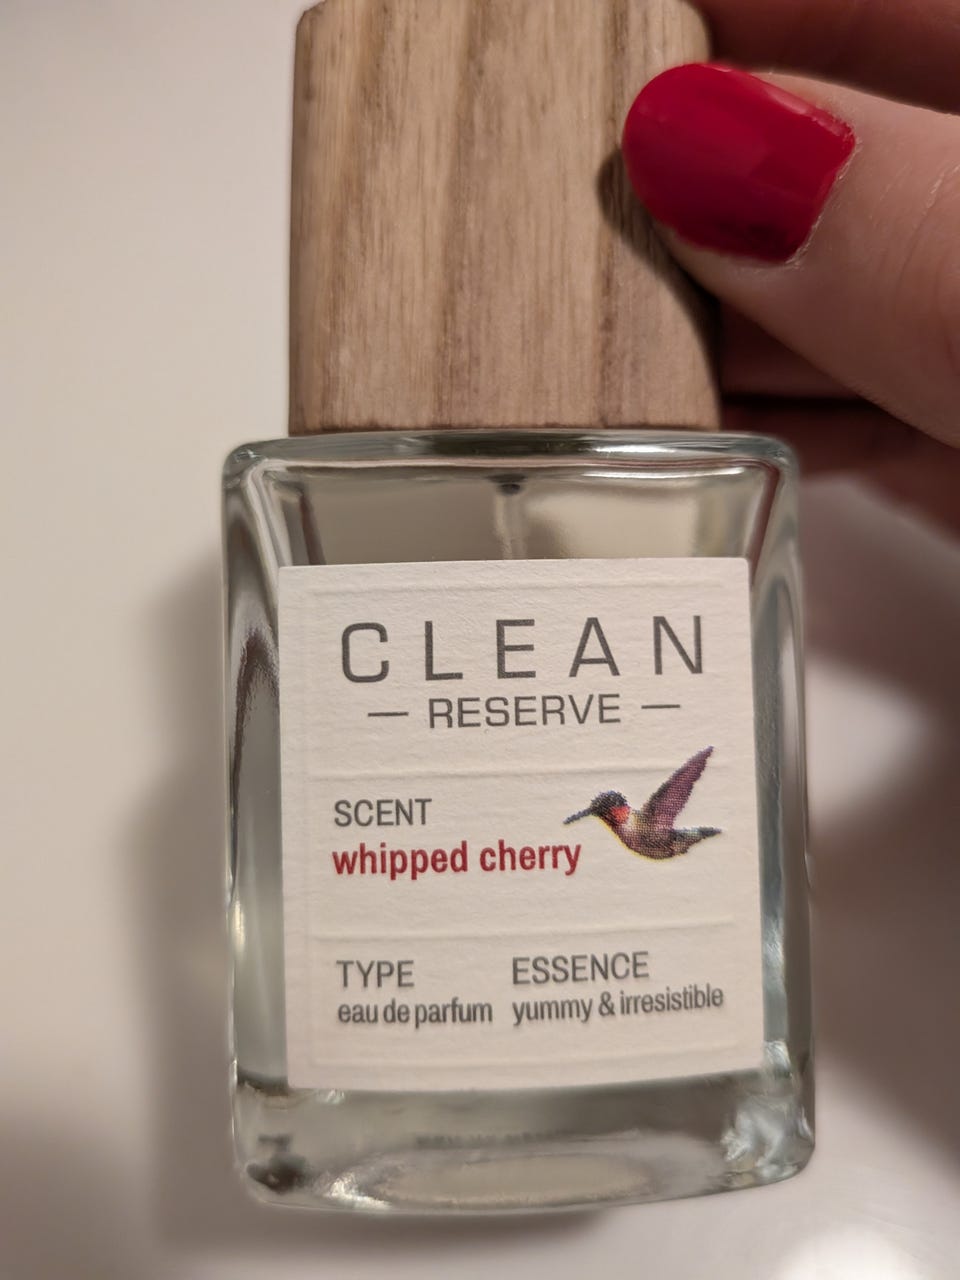 CLEAN
— RESERVE —
SCENT
whipped cherry
TYPE ESSENCE
eau de parfum yummy & irresistible